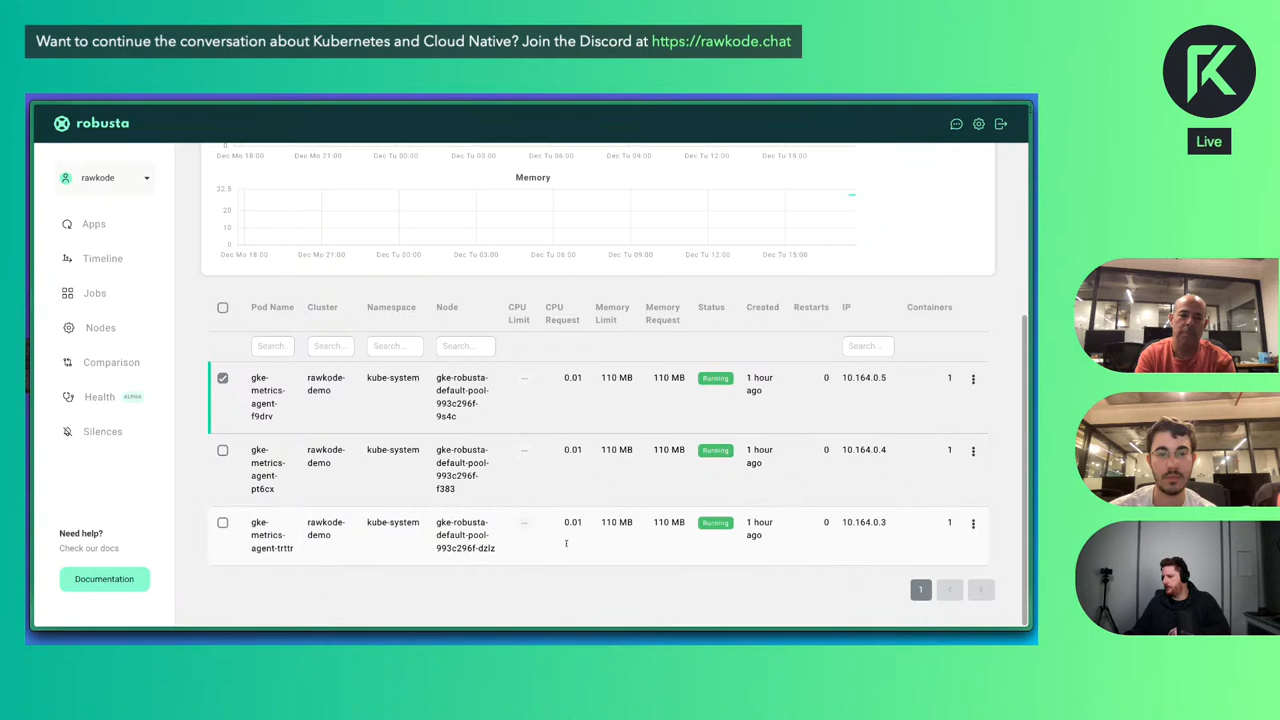 Want to continue the conversation about Kubernetes and Cloud Native? Join the Discord at https://rawkode.chat
Live
robusta
rawkode
Apps
Timeline
Jobs
Nodes
Comparison
Health ALPHA
Silences
Need help?
Check our docs
Documentation
0
Dec Mo 18:00 Dec Mo 21:00 Dec Tu 00:00 Dec Tu 03:00 Dec Tu 06:00 Dec Tu 09:00 Dec Tu 12:00 Dec Tu 15:00
Memory
32.5
20
10
0
Dec Mo 18:00 Dec Mo 21:00 Dec Tu 00:00 Dec Tu 03:00 Dec Tu 06:00 Dec Tu 09:00 Dec Tu 12:00 Dec Tu 15:00
Pod Name Cluster Namespace Node CPU Limit CPU Request Memory Limit Memory Request Status Created Restarts IP Containers
Search... Search... Search... Search... Search...
gke-metrics-agent-f9drv rawkode-demo kube-system gke-robusta-default-pool-993c296f-9s4c ... 0.01 110 MB 110 MB Running 1 hour ago 0 10.164.0.5 1
gke-metrics-agent-pt6cx rawkode-demo kube-system gke-robusta-default-pool-993c296f-f383 ... 0.01 110 MB 110 MB Running 1 hour ago 0 10.164.0.4 1
gke-metrics-agent-trttr rawkode-demo kube-system gke-robusta-default-pool-993c296f-dzlz ... 0.01 110 MB 110 MB Running 1 hour ago 0 10.164.0.3 1
1